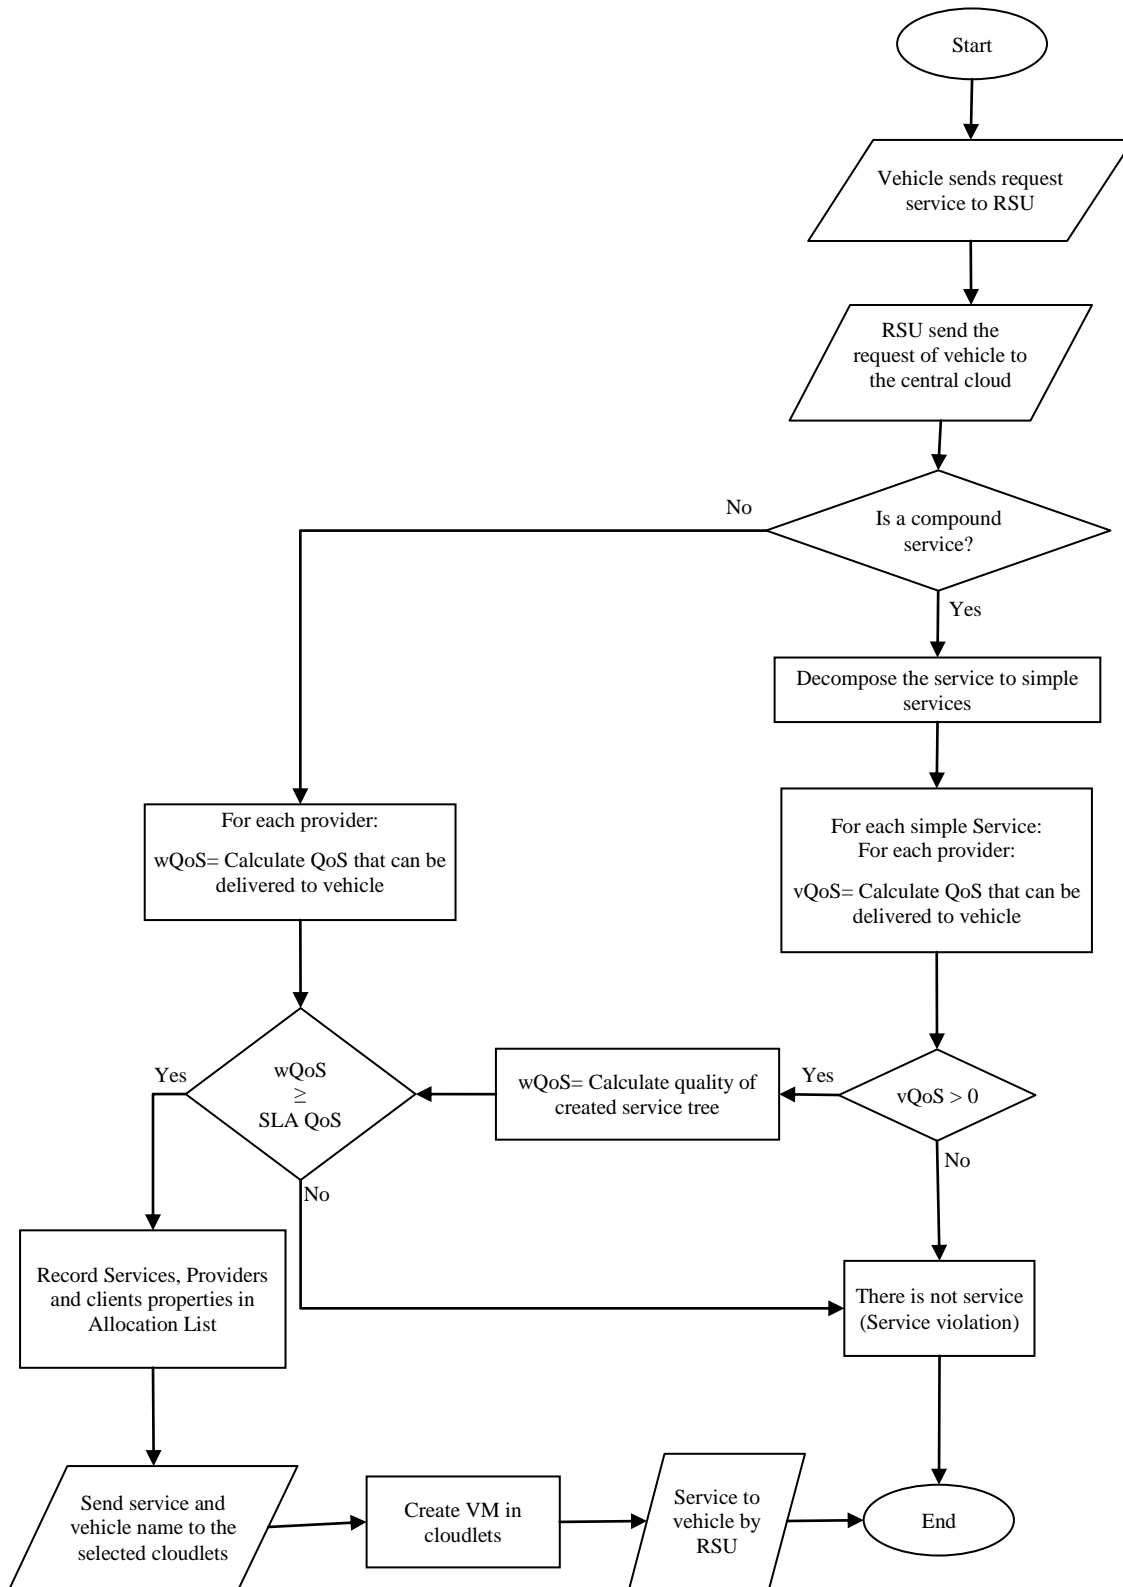 Start
Vehicle sends request
service to RSU
RSU send the
request of vehicle to
the central cloud
Is a compound
service?
No
Yes
Decompose the service to simple
services
For each provider:
wQoS= Calculate QoS that can be
delivered to vehicle
For each simple Service:
For each provider:
vQoS= Calculate QoS that can be
delivered to vehicle
vQoS > 0
Yes
No
wQoS= Calculate quality of
created service tree
wQoS
≥
SLA QoS
Yes
No
Record Services, Providers
and clients properties in
Allocation List
There is not service
(Service violation)
Send service and
vehicle name to the
selected cloudlets
Create VM in
cloudlets
Service to
vehicle by
RSU
End